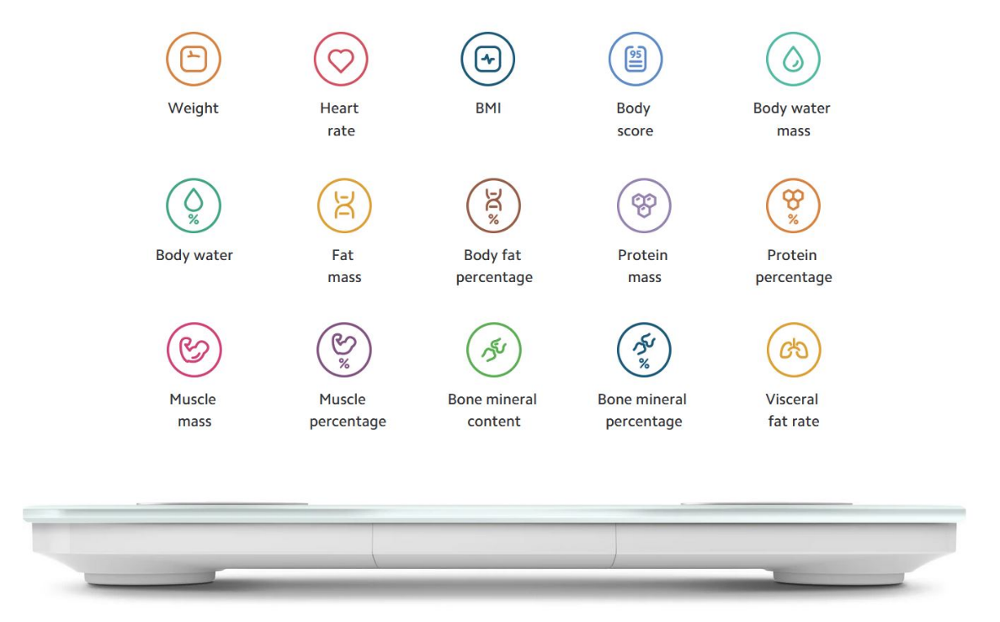 95
Weight
Heart
rate
BMI
Body
score
Body water
mass
%
%
%
Body water
Fat
mass
Body fat
percentage
Protein
mass
Protein
percentage
%
%
Muscle
mass
Muscle
percentage
Bone mineral
content
Bone mineral
percentage
Visceral
fat rate